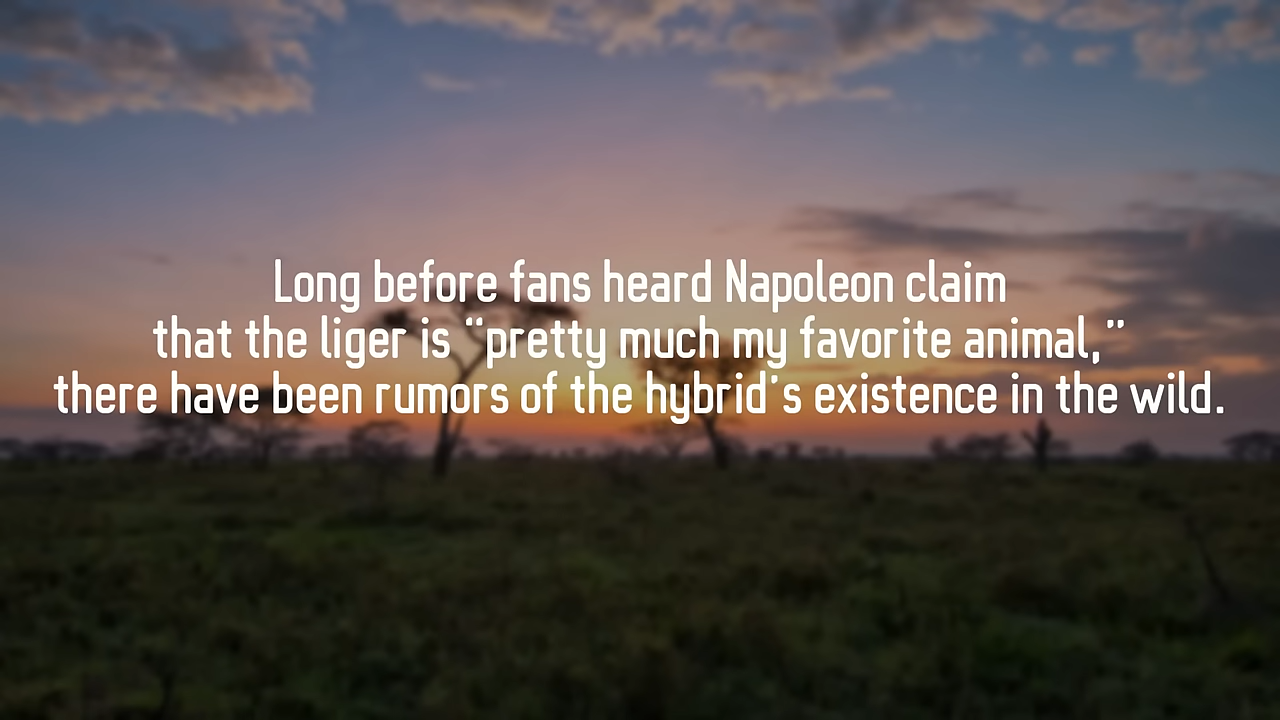 Long before fans heard Napoleon claim
that the liger is “pretty much my favorite animal,”
there have been rumors of the hybrid's existence in the wild.